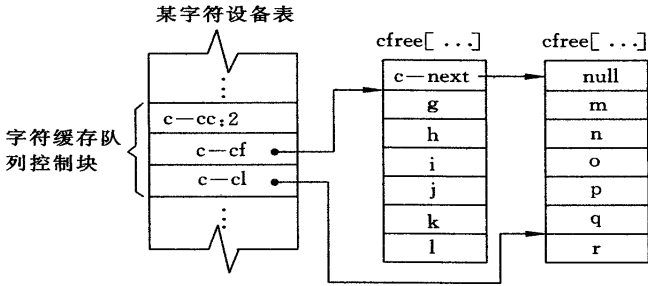 某字符设备表
字符缓存队
列控制块
c—cc:2
c—cf
c—cl
cfree[ ...]
c—next
g
h
i
j
k
l
cfree[ ...]
null
m
n
o
p
q
r